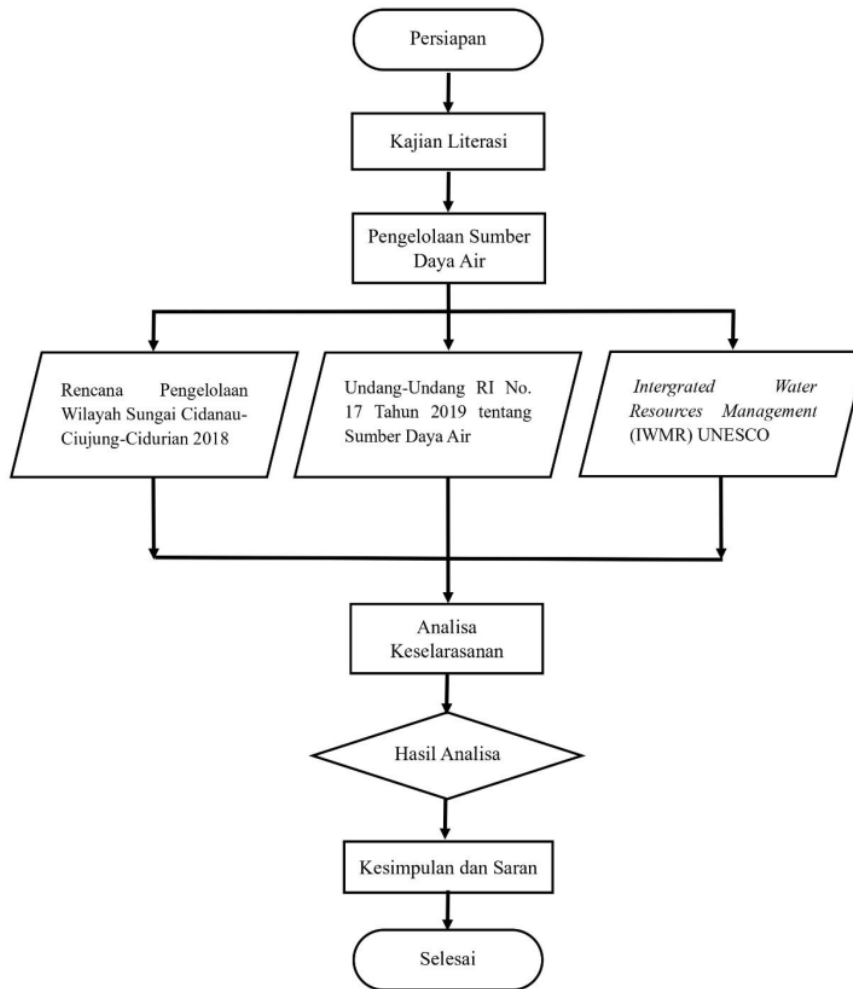 Persiapan
Kajian Literasi
Pengelolaan Sumber
Daya Air
Rencana Pengelolaan
Wilayah Sungai Cidanau-
Ciujung-Cidurian 2018
Undang-Undang RI No.
17 Tahun 2019 tentang
Sumber Daya Air
Intergrated Water
Resources Management
(IWMR) UNESCO
Analisa
Keselarasanan
Hasil Analisa
Kesimpulan dan Saran
Selesai